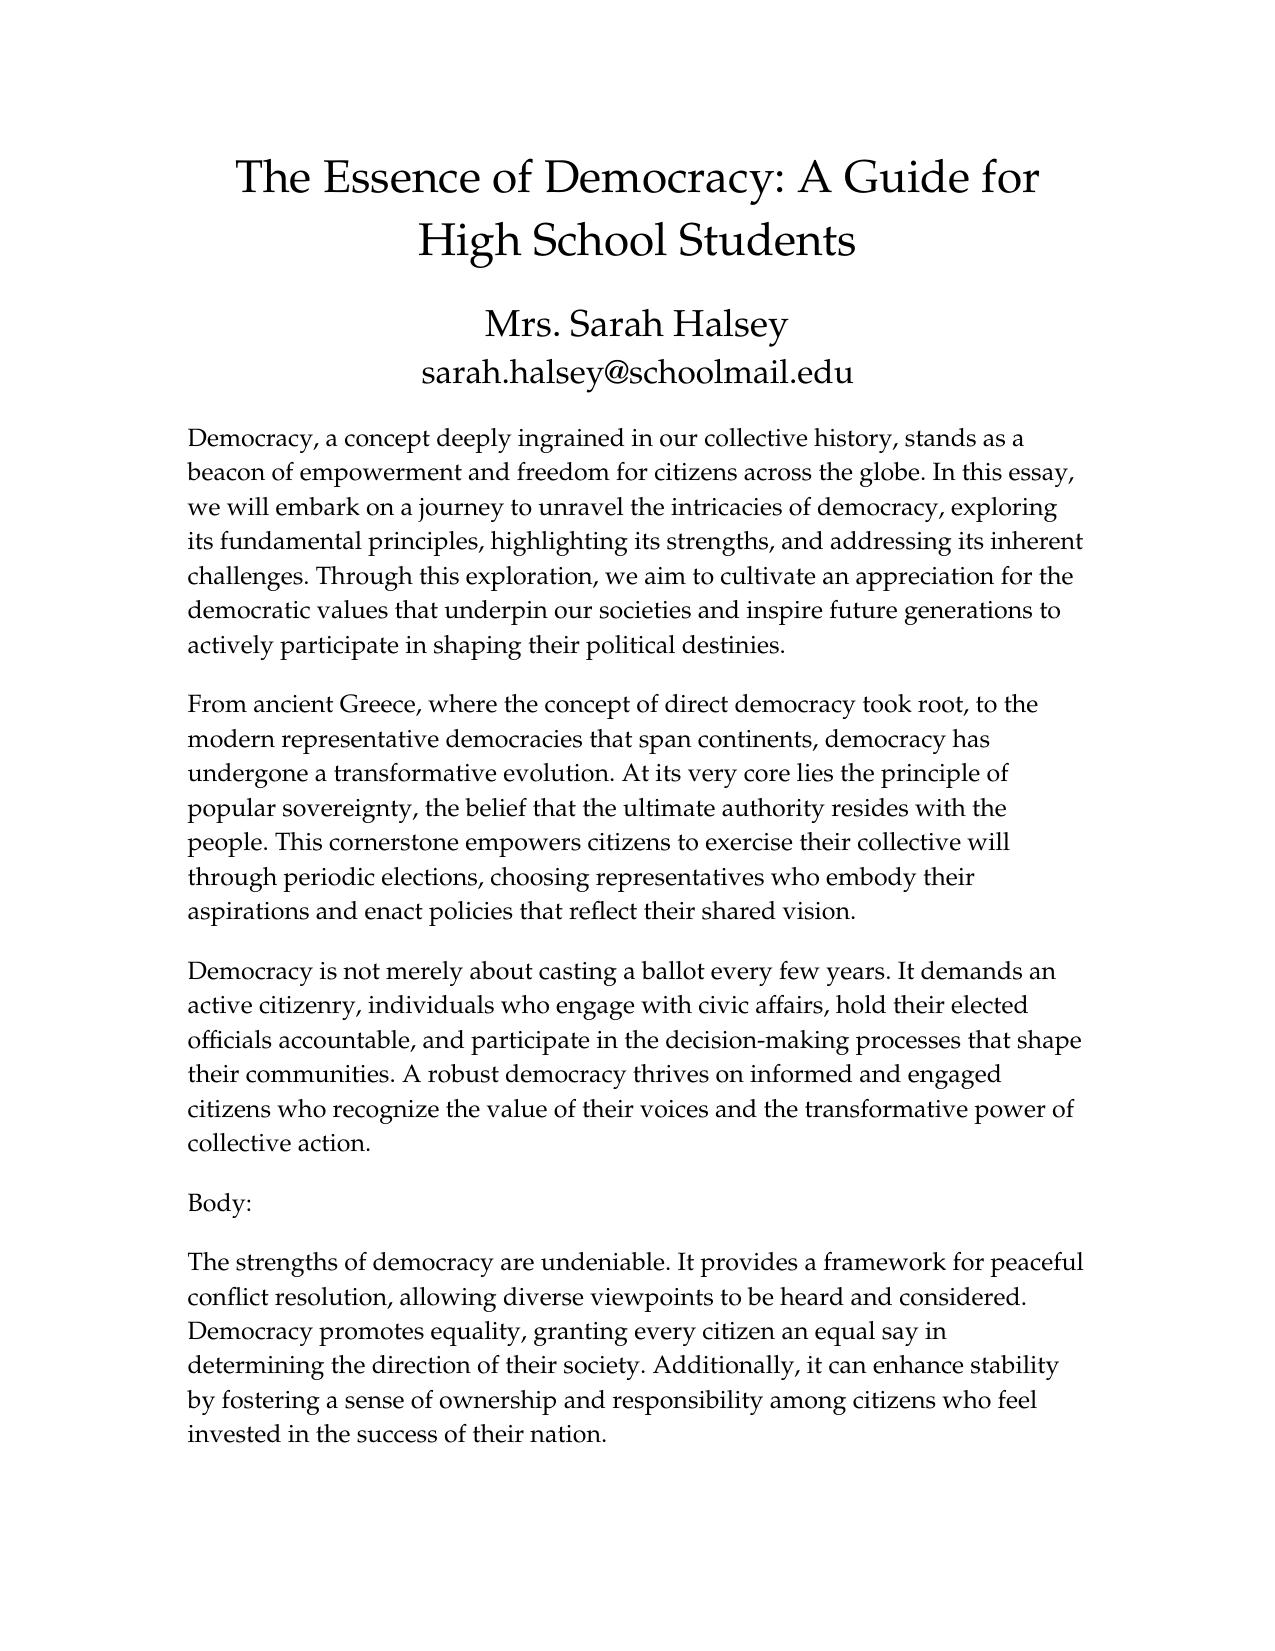 The Essence of Democracy: A Guide for
High School Students
Mrs. Sarah Halsey
sarah.halsey@schoolmail.edu
Democracy, a concept deeply ingrained in our collective history, stands as a
beacon of empowerment and freedom for citizens across the globe. In this essay,
we will embark on a journey to unravel the intricacies of democracy, exploring
its fundamental principles, highlighting its strengths, and addressing its inherent
challenges. Through this exploration, we aim to cultivate an appreciation for the
democratic values that underpin our societies and inspire future generations to
actively participate in shaping their political destinies.
From ancient Greece, where the concept of direct democracy took root, to the
modern representative democracies that span continents, democracy has
undergone a transformative evolution. At its very core lies the principle of
popular sovereignty, the belief that the ultimate authority resides with the
people. This cornerstone empowers citizens to exercise their collective will
through periodic elections, choosing representatives who embody their
aspirations and enact policies that reflect their shared vision.
Democracy is not merely about casting a ballot every few years. It demands an
active citizenry, individuals who engage with civic affairs, hold their elected
officials accountable, and participate in the decision-making processes that shape
their communities. A robust democracy thrives on informed and engaged
citizens who recognize the value of their voices and the transformative power of
collective action.
Body:
The strengths of democracy are undeniable. It provides a framework for peaceful
conflict resolution, allowing diverse viewpoints to be heard and considered.
Democracy promotes equality, granting every citizen an equal say in
determining the direction of their society. Additionally, it can enhance stability
by fostering a sense of ownership and responsibility among citizens who feel
invested in the success of their nation.